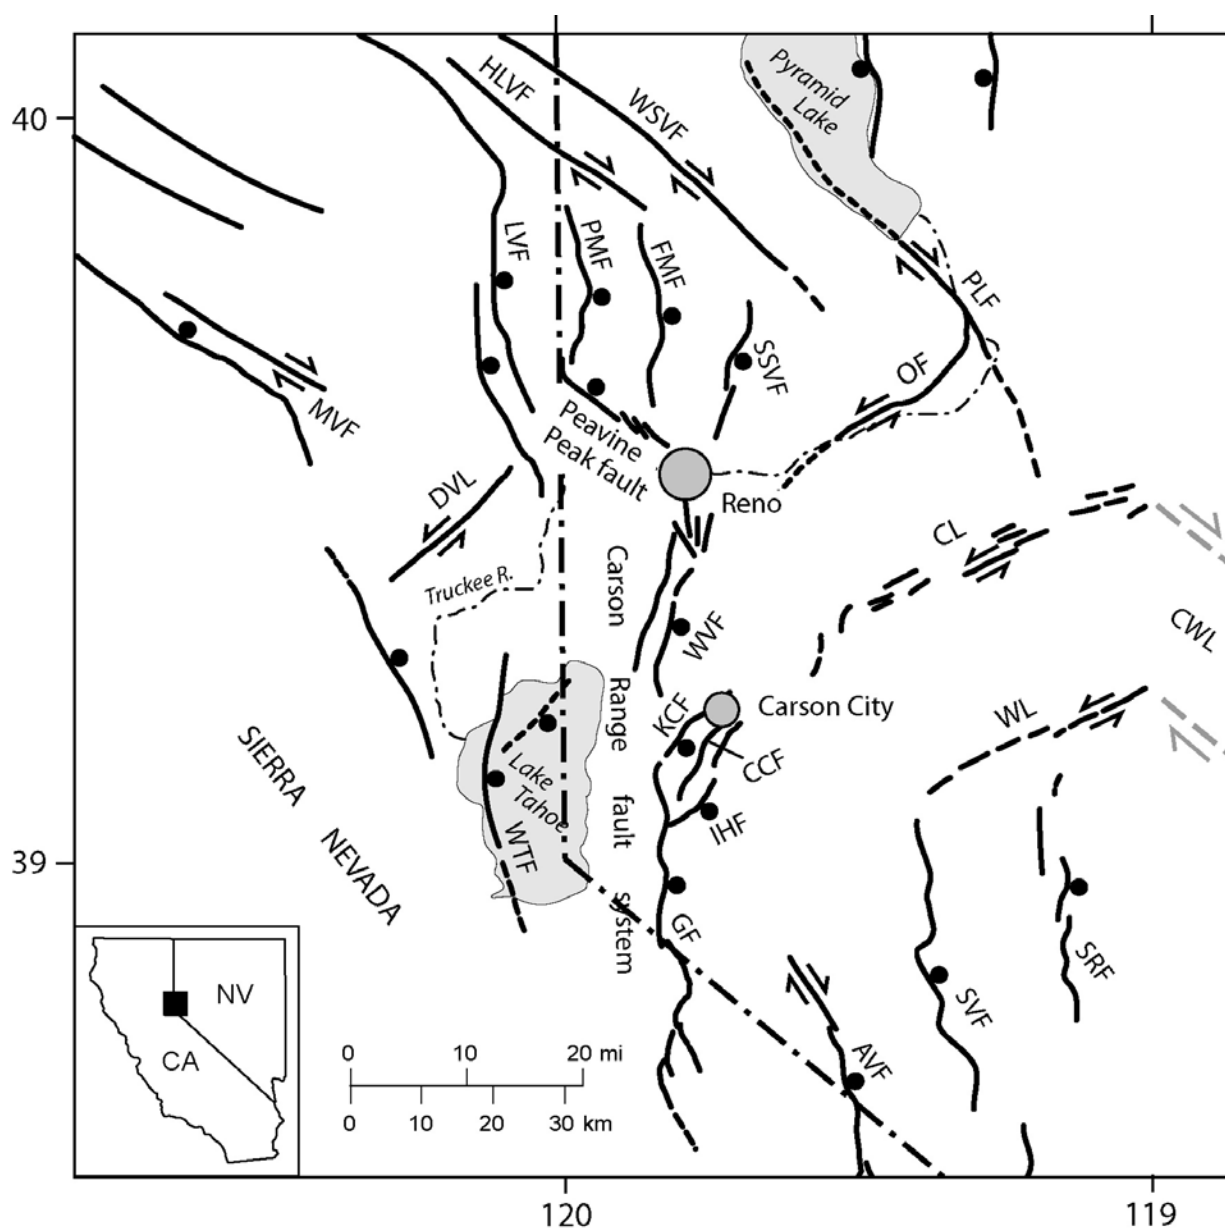 HLVF
WSVF
Pyramid
Lake
40
LVF
PMF
FMF
PLF
SSVF
OF
MVF
Peavine
Peak fault
DVL
Reno
CL
Truckee R.
Carson
Range
fault
system
WVF
CWL
KCF
Carson City
CCF
IHF
WL
SIERRA
NEVADA
Lake
Tahoe
WTF
39
GF
SVF
SRF
AVF
NV
CA
0 10 20 mi
0 10 20 30 km
120
119